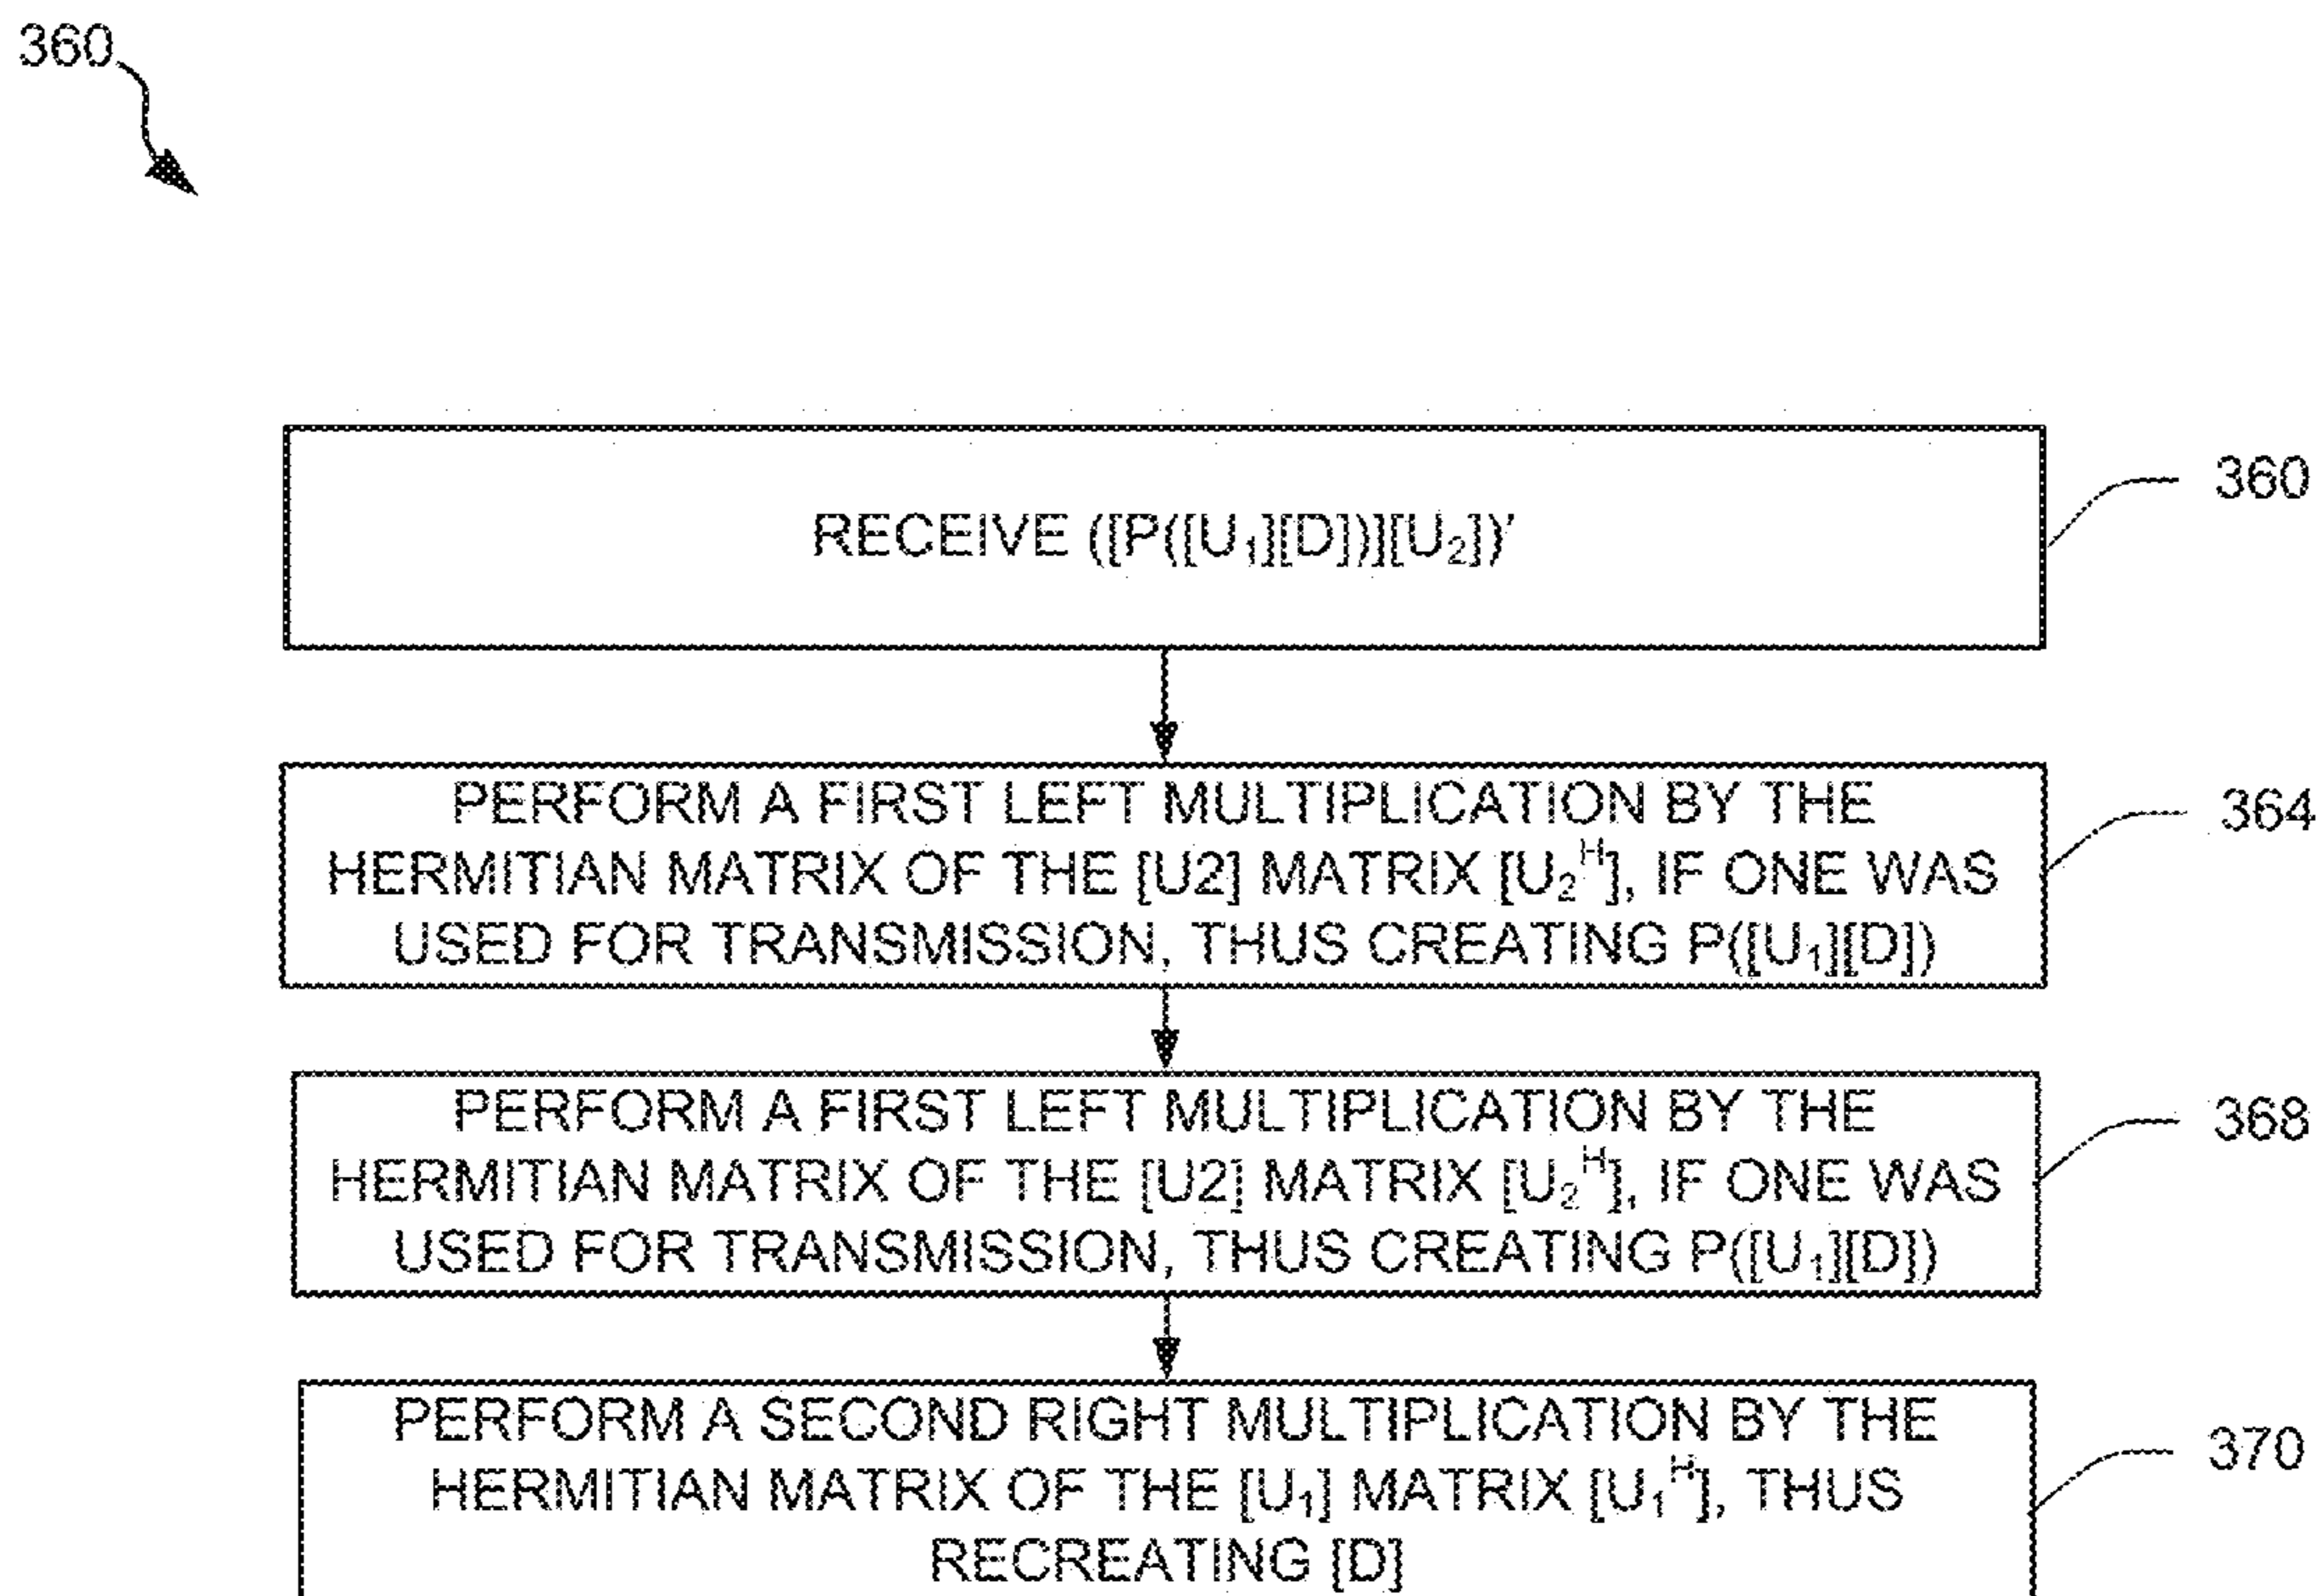 360
RECEIVE ([P([U₁][D])][U₂])'
360
PERFORM A FIRST LEFT MULTIPLICATION BY THE
HERMITIAN MATRIX OF THE [U2] MATRIX [U₂ᴴ], IF ONE WAS
USED FOR TRANSMISSION, THUS CREATING P([U₁][D])
364
PERFORM A FIRST LEFT MULTIPLICATION BY THE
HERMITIAN MATRIX OF THE [U2] MATRIX [U₂ᴴ], IF ONE WAS
USED FOR TRANSMISSION, THUS CREATING P([U₁][D])
368
PERFORM A SECOND RIGHT MULTIPLICATION BY THE
HERMITIAN MATRIX OF THE [U₁] MATRIX [U₁ᴴ], THUS
RECREATING [D]
370